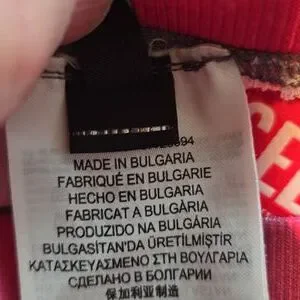 MADE IN BULGARIA
FABRIQUÉ EN BULGARIE
HECHO EN BULGARIA
FABRICAT A BULGÀRIA
PRODUZIDO NA BULGÁRIA
BULGASİTAN'DA ÜRETİLMİŞTİR
ΚΑΤΑΣΚΕΥΑΣΜΕΝΟ ΣΤΗ ΒΟΥΛΓΑΡΙΑ
СДЕЛАНО В БОЛГАРИИ
保加利亚制造